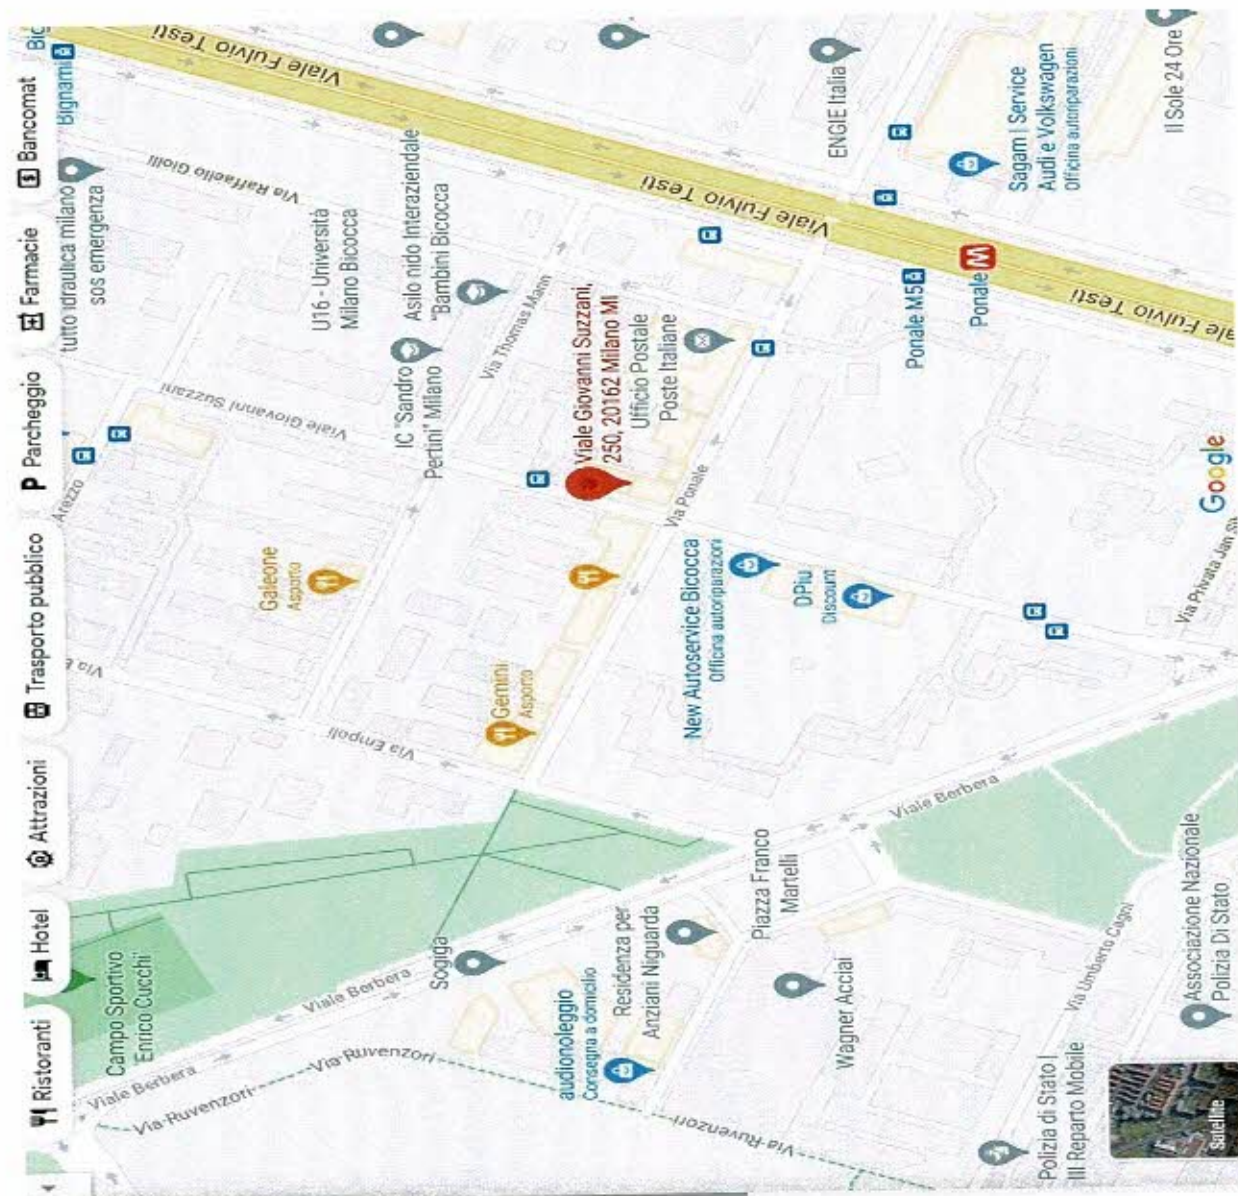 Ristoranti
Hotel
Attrazioni
Trasporto pubblico
P Parcheggio
Farmacie
Bancomat
Campo Sportivo
Enrico Cucchi
Viale Berbera
Via Ruvenzori
Via Ruvenzori
Viale Berbera
Sogiga
Via Empoli
Galeone
Asporto
Arezzo
Viale Giovanni Suzzani
tutto idraulica milano
sos emergenza
Bignami
Via Raffaello Giolli
Viale Fulvio Testi
U16 - Università
Milano Bicocca
IC "Sandro
Pertini" Milano
Asilo nido Interaziendale
"Bambini Bicocca
Via Thomas Mann
Gemini
Asporto
Viale Giovanni Suzzani,
250, 20162 Milano MI
Ufficio Postale
Poste Italiane
Viale Fulvio Testi
audionoleggio
Consegna a domicilio
Residenza per
Anziani Niguarda
Via Ponale
New Autoservice Bicocca
Officina autoriparazioni
Via Ruvenzori
Piazza Franco
Martelli
DPiu
Discount
Viale Fulvio Testi
ENGIE Italia
Wagner Acciai
Viale Berbera
Ponale M5
Ponale
M
Sagam | Service
Audi e Volkswagen
Officina autoriparazioni
Polizia di Stato |
III Reparto Mobile
Via Umberto Cagni
Viale Fulvio Testi
Il Sole 24 Ore
Associazione Nazionale
Polizia Di Stato
Via Privata Jan
Google
Satellite